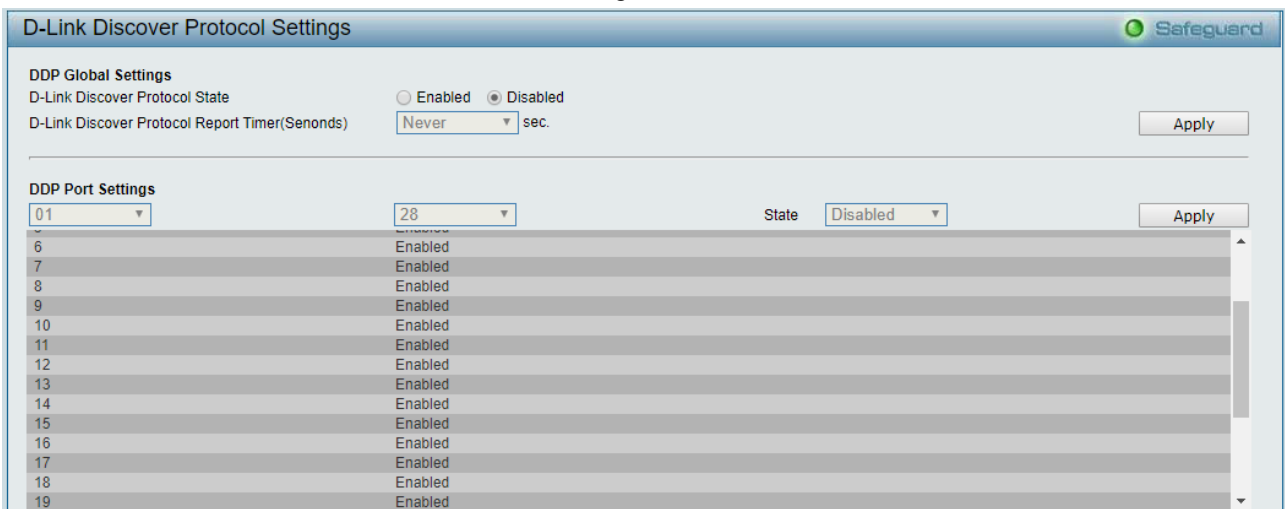 D-Link Discover Protocol Settings Safeguard
DDP Global Settings
D-Link Discover Protocol State Enabled Disabled
D-Link Discover Protocol Report Timer(Senonds) Never sec. Apply
DDP Port Settings
01 28 State Disabled Apply
6 Enabled
7 Enabled
8 Enabled
9 Enabled
10 Enabled
11 Enabled
12 Enabled
13 Enabled
14 Enabled
15 Enabled
16 Enabled
17 Enabled
18 Enabled
19 Enabled